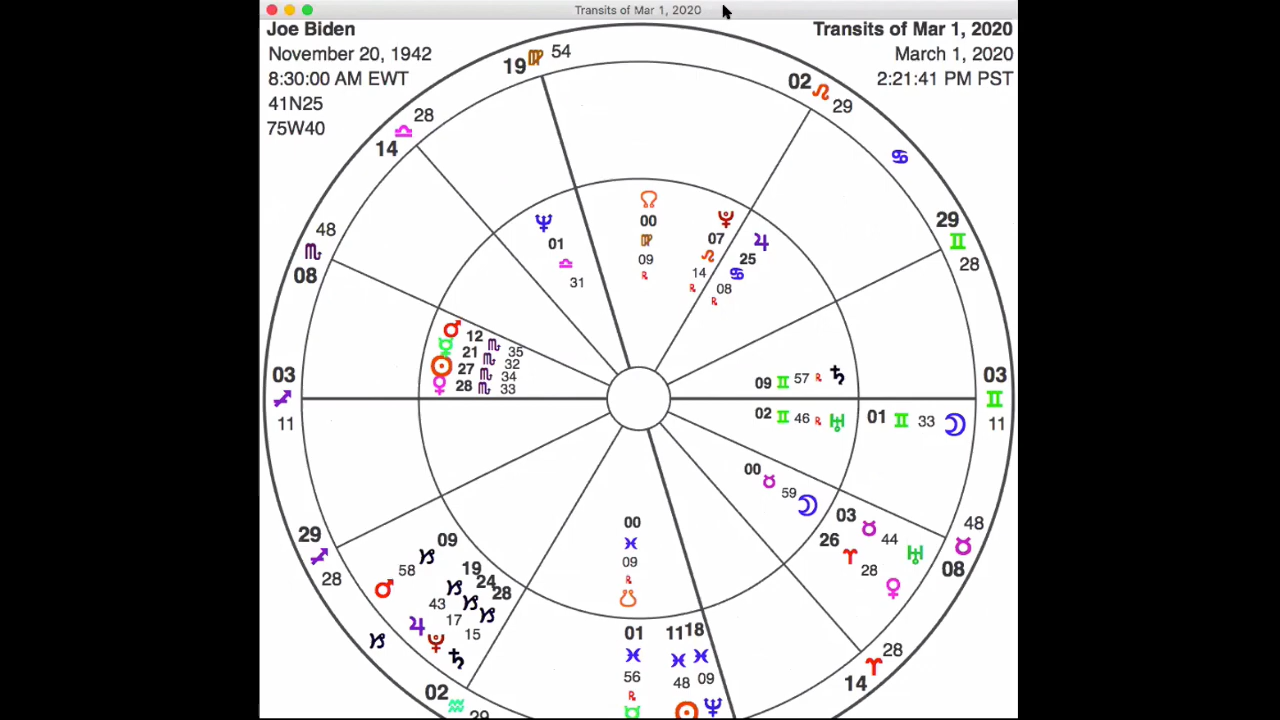 Transits of Mar 1, 2020
Joe Biden
November 20, 1942
8:30:00 AM EWT
41N25
75W40
Transits of Mar 1, 2020
March 1, 2020
2:21:41 PM PST
19 ♍ 54
02 ♌ 29
♋
29 ♊ 28
03 ♊ 11
48 ♉ 08
28 ♈ 14
02 ♒ 29
♑
29 ♐ 28
03 ♐ 11
48 ♏ 08
28 ♎ 14
♆ 01 ♎ 31
☊ 00 ♍ 09 ℞
♇ 07 ♌ 14 ℞
♃ 25 ♋ 08 ℞
♂ 12 ♏ 35
☿ 21 ♏ 32
☉ 27 ♏ 34
♀ 28 ♏ 33
09 ♊ 57 ℞ ♄
02 ♊ 46 ℞ ♅
01 ♊ 33 ☽
00 ♉ 59 ☽
03 ♉ 44 ♅
26 ♈ 28 ♀
00 ♓ 09 ℞ ☋
09 ♑ 58 ♂
19 ♑ 43 ♃
24 ♑ 17 ♇
28 ♑ 15 ♄
01 ♓ 56 ℞ ☿
11 ♓ 48 ☉
18 ♓ 09 ♆